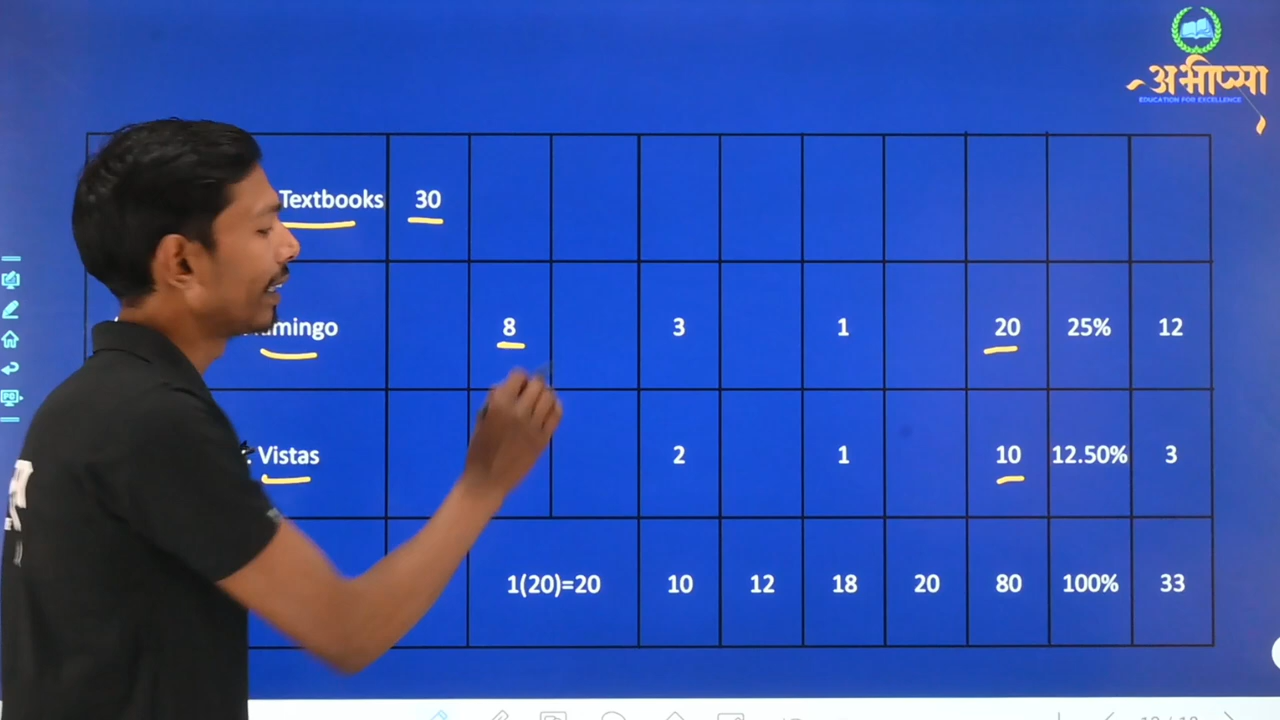 अभीप्सा
EDUCATION FOR EXCELLENCE
Textbooks 30
8 3 1 20 25% 12
Vistas 2 1 10 12.50% 3
1(20)=20 10 12 18 20 80 100% 33